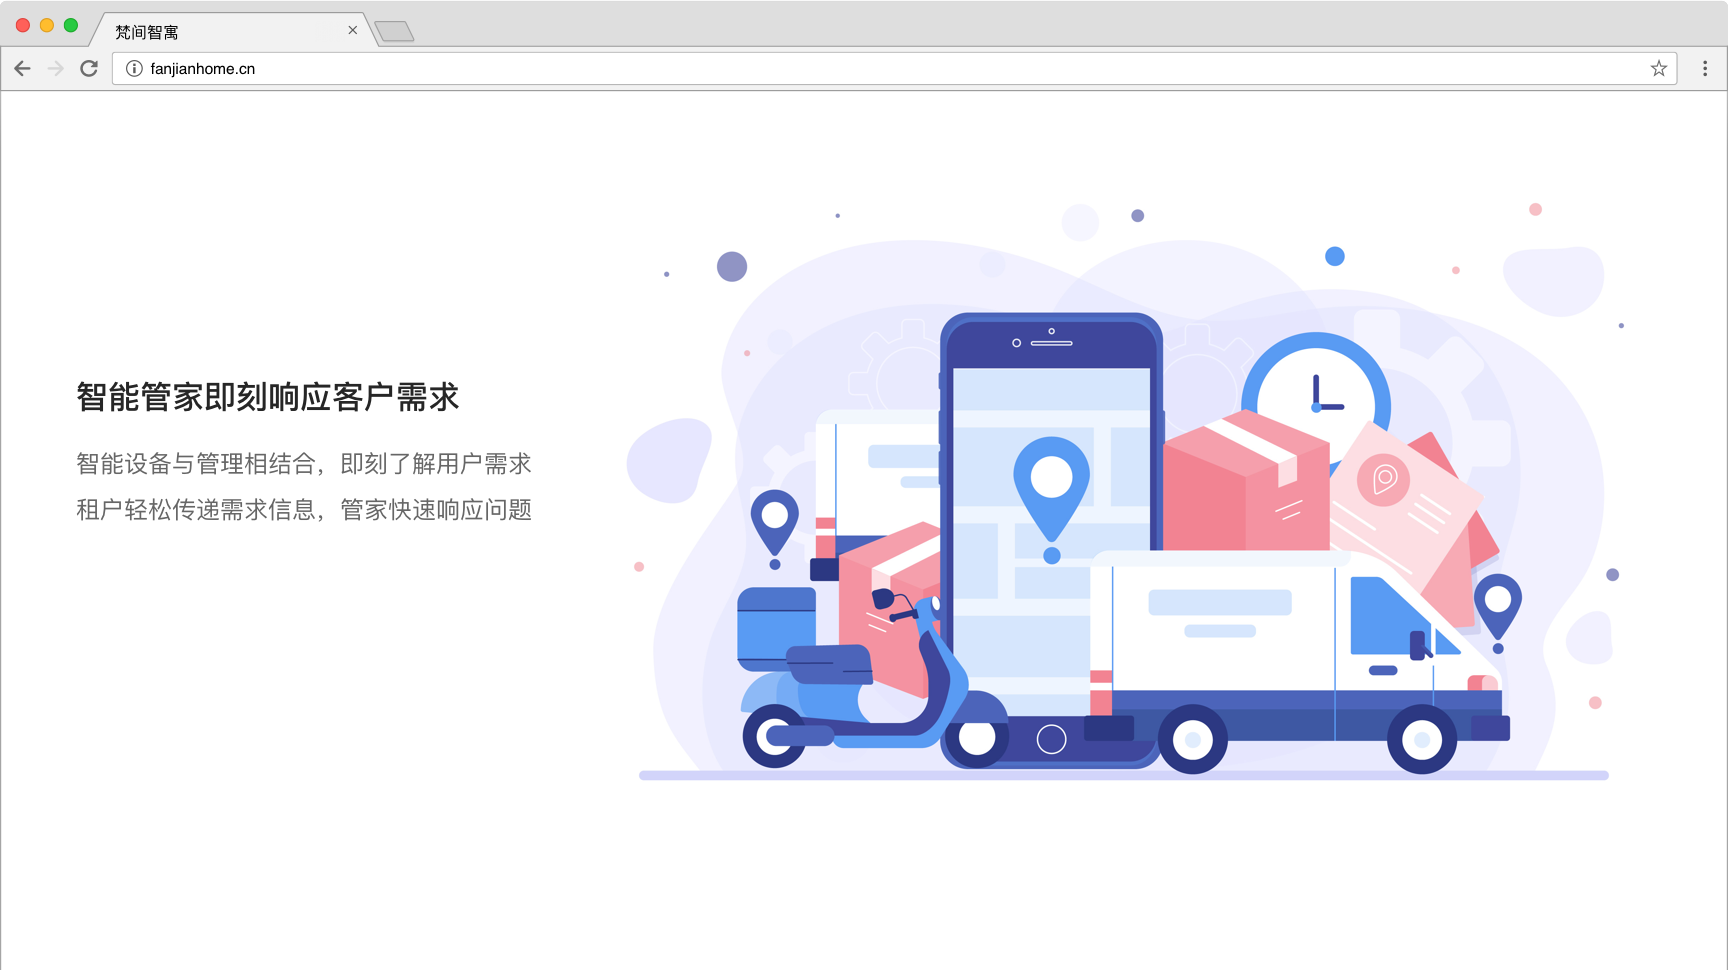 梵间智寓
fanjianhome.cn
智能管家即刻响应客户需求
智能设备与管理相结合，即刻了解用户需求
租户轻松传递需求信息，管家快速响应问题